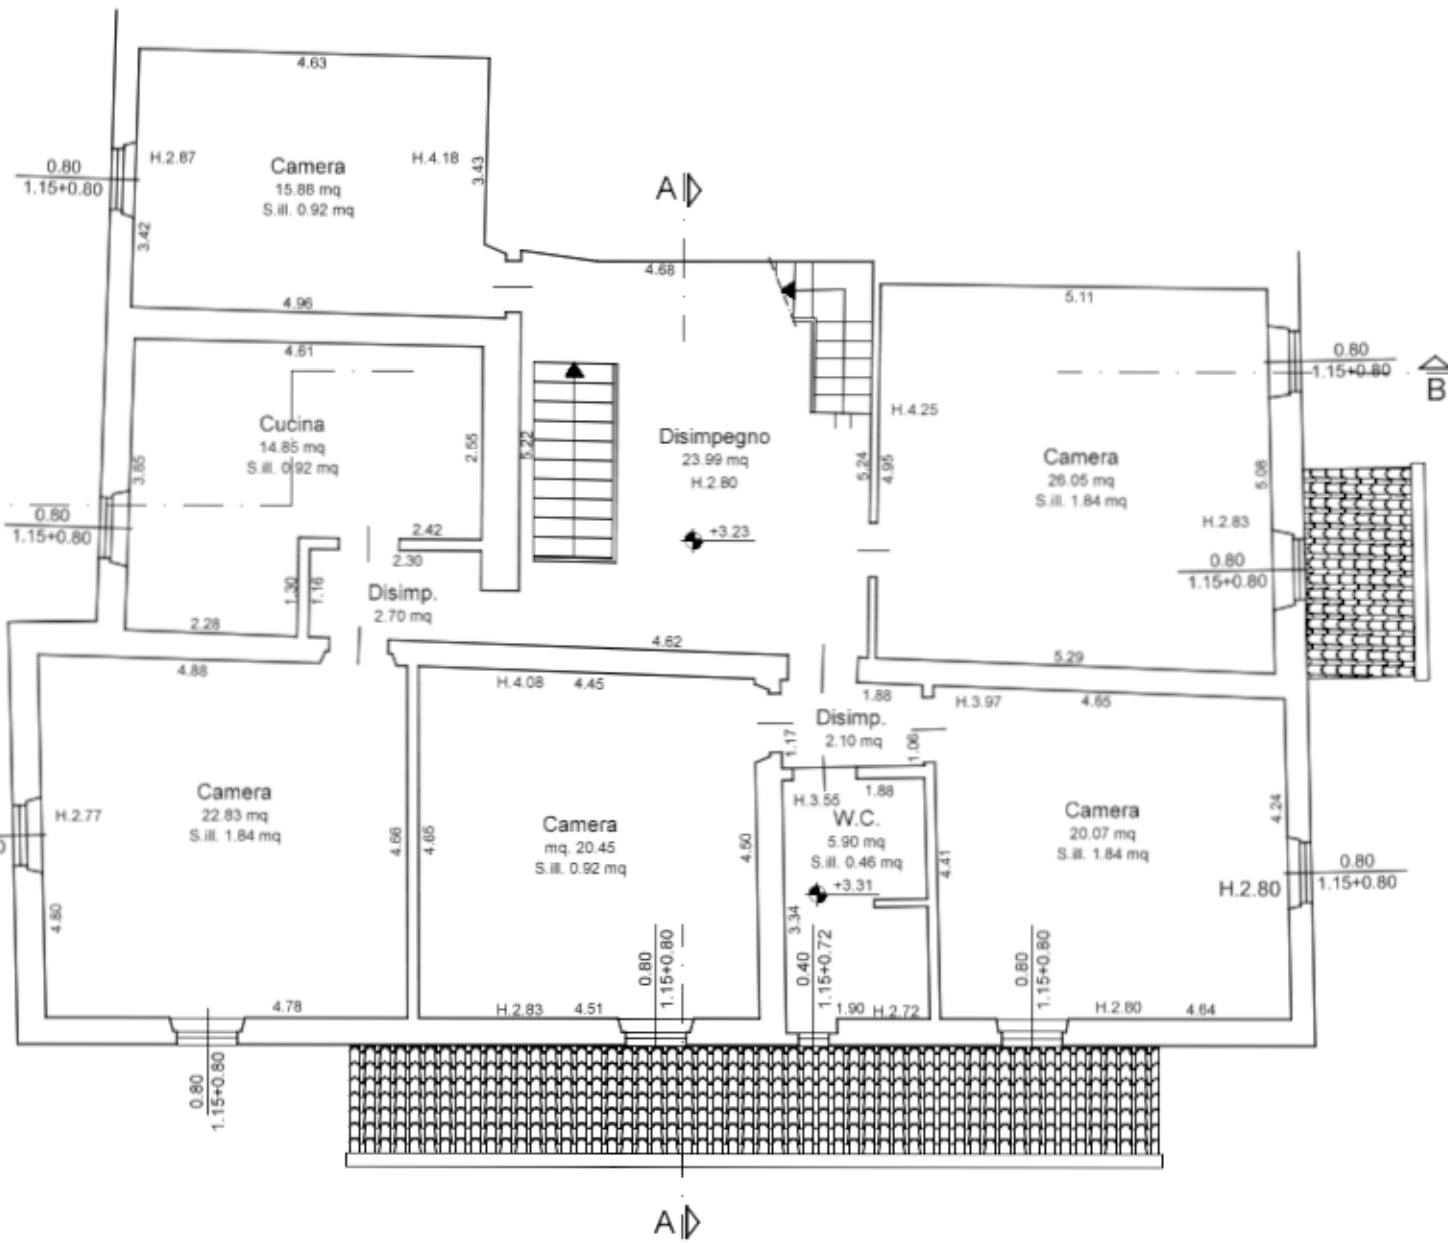 4.63
H.2.87
H.4.18
3.43
Camera
15.88 mq
S.ill. 0.92 mq
0.80
1.15+0.80
3.42
4.96
A
4.68
4.61
Cucina
14.85 mq
S.ill. 0.92 mq
3.85
2.55
5.22
0.80
1.15+0.80
2.42
2.30
1.30
1.16
Disimp.
2.70 mq
2.28
Disimpegno
23.99 mq
H.2.80
+3.23
5.24
4.95
4.62
5.11
H.4.25
0.80
1.15+0.80
B
Camera
26.05 mq
S.ill. 1.84 mq
5.08
H.2.83
0.80
1.15+0.80
5.29
4.88
H.2.77
Camera
22.83 mq
S.ill. 1.84 mq
4.66
4.80
4.78
0.80
1.15+0.80
H.4.08
4.45
4.65
Camera
mq. 20.45
S.ill. 0.92 mq
4.50
H.2.83
4.51
0.80
1.15+0.80
1.88
Disimp.
2.10 mq
1.17
1.06
H.3.55
1.88
W.C.
5.90 mq
S.ill. 0.46 mq
+3.31
3.34
0.40
1.15+0.72
1.90
H.2.72
H.3.97
4.65
Camera
20.07 mq
S.ill. 1.84 mq
4.24
4.41
H.2.80
0.80
1.15+0.80
0.80
1.15+0.80
H.2.80
4.64
A